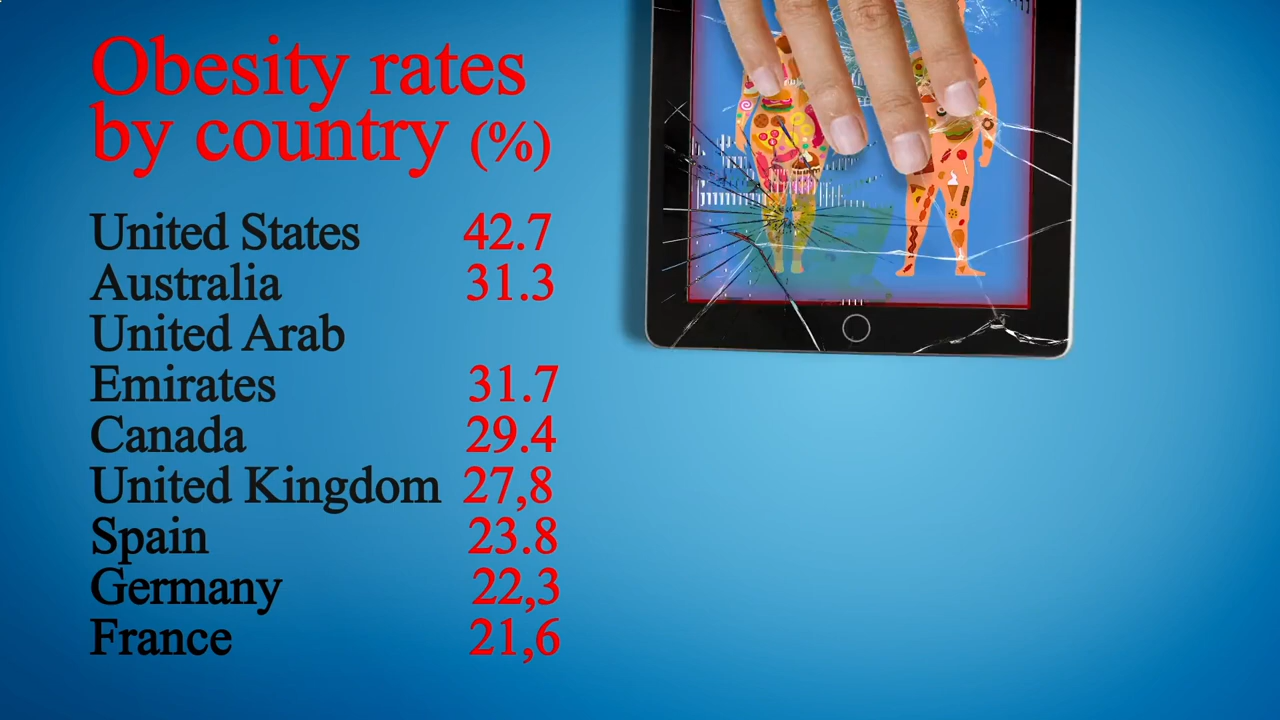 Obesity rates
by country (%)
United States 42.7
Australia 31.3
United Arab
Emirates 31.7
Canada 29.4
United Kingdom 27,8
Spain 23.8
Germany 22,3
France 21,6